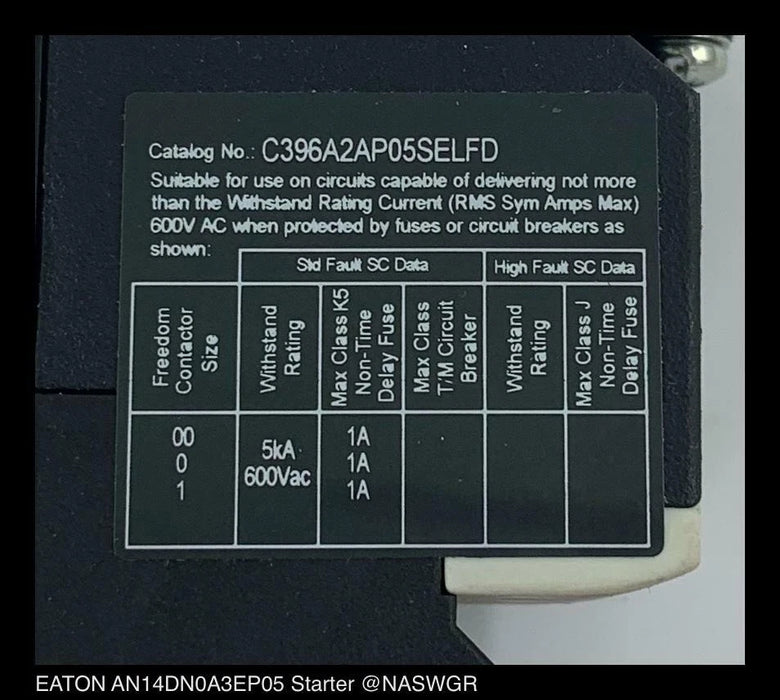 Catalog No.: C396A2AP05SELFD
Suitable for use on circuits capable of delivering not more
than the Withstand Rating Current (RMS Sym Amps Max)
600V AC when protected by fuses or circuit breakers as
shown:
Std Fault SC Data
High Fault SC Data
Freedom
Contactor
Size
Withstand
Rating
Max Class K5
Non-Time
Delay Fuse
Max Class
T/M Circuit
Breaker
Withstand
Rating
Max Class J
Non-Time
Delay Fuse
00
0
1
5kA
600Vac
1A
1A
1A
EATON AN14DN0A3EP05 Starter @NASWGR